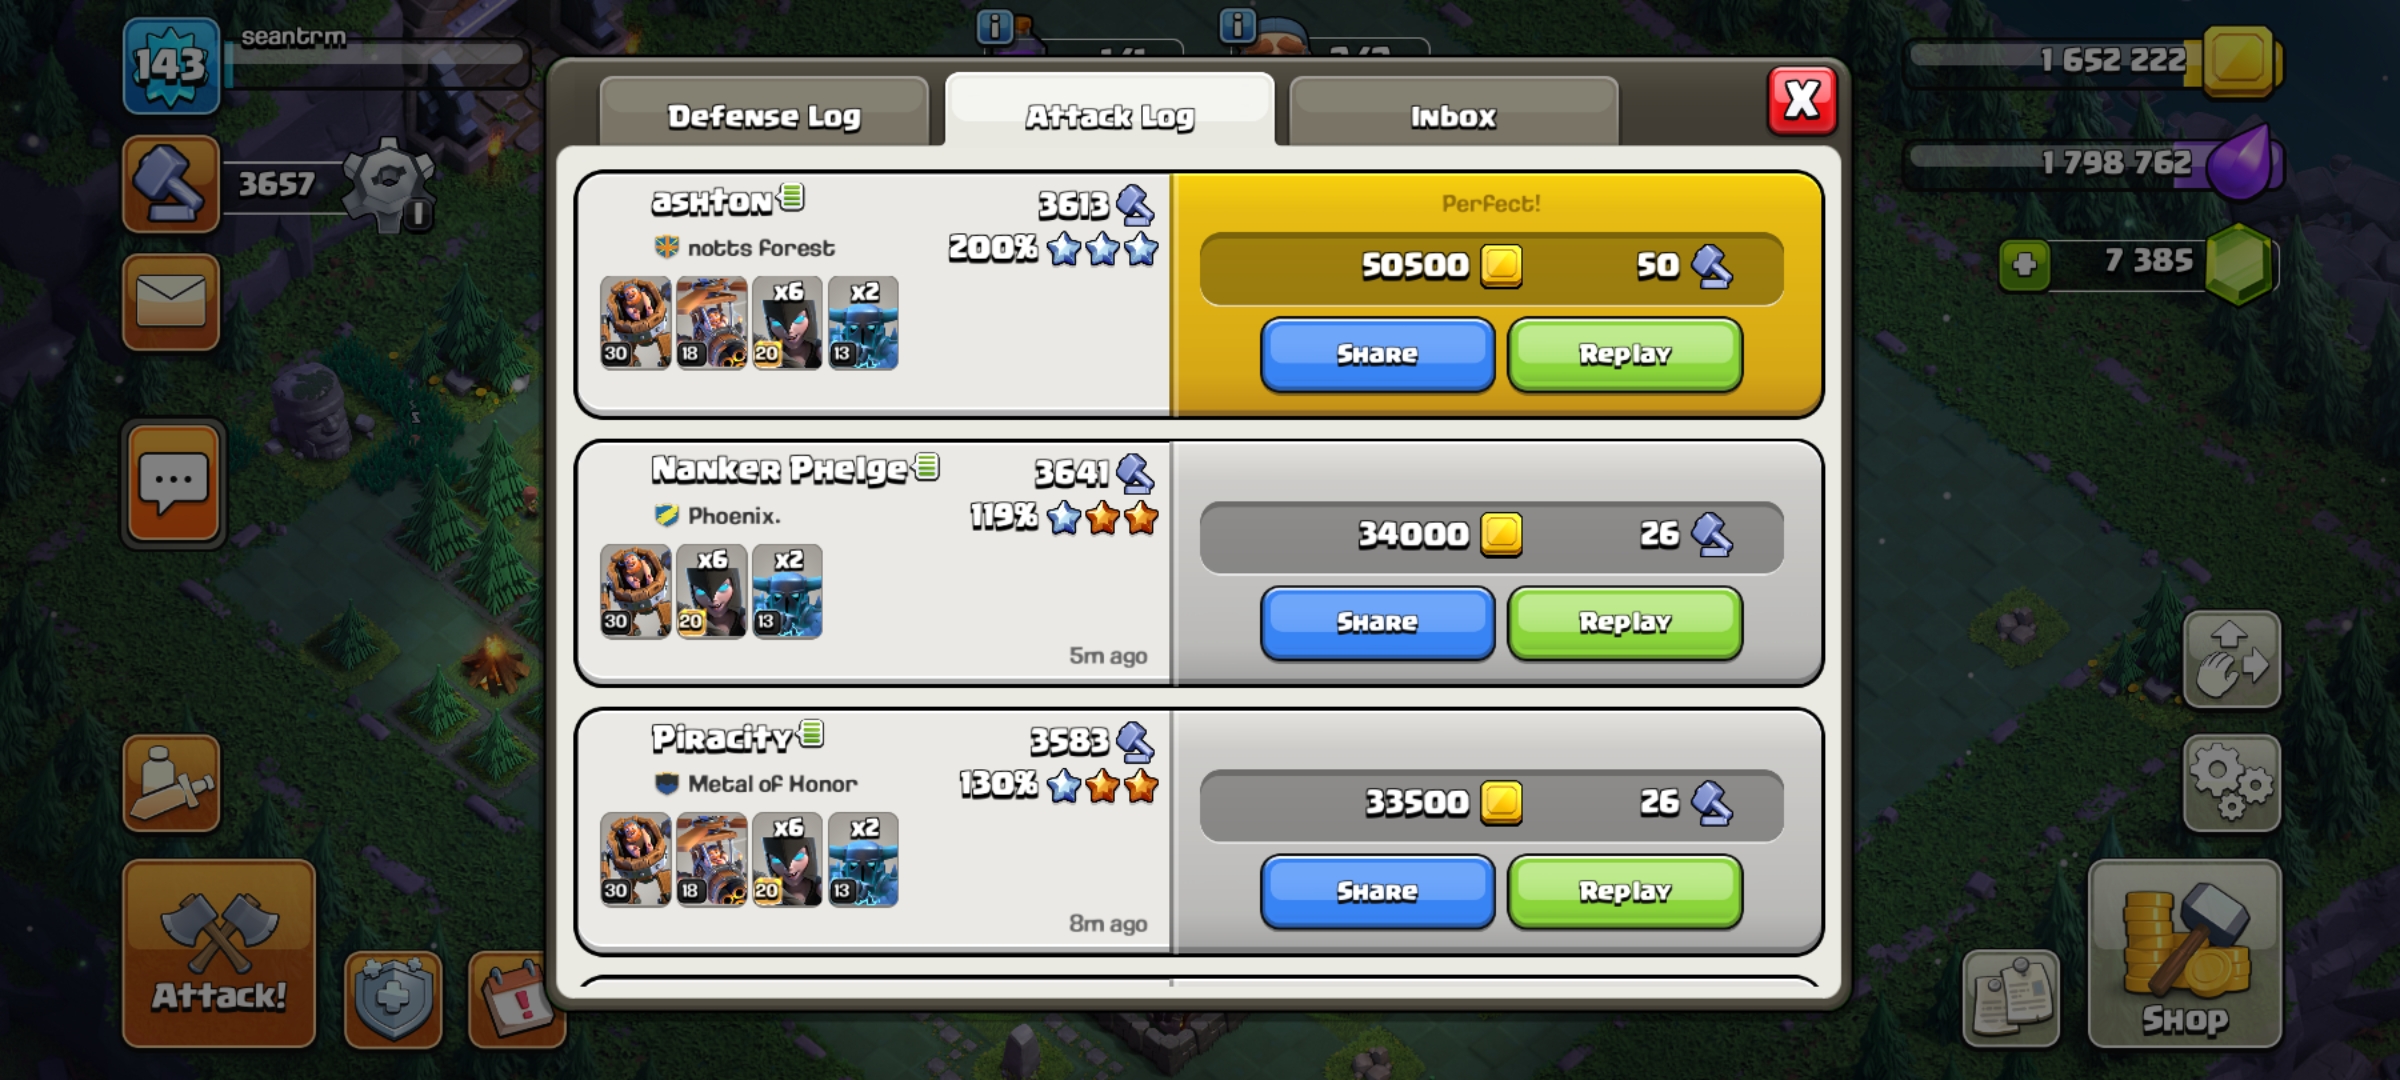 143
seantrm
1 652 222
Defense Log
Attack Log
Inbox
X
3657
1
1 798 762
7 385
ashton
3613
notts forest
200%
x6
x2
30
18
20
13
Perfect!
50500
50
Share
Replay
Nanker Phelge
3641
Phoenix.
119%
x6
x2
30
20
13
5m ago
34000
26
Share
Replay
Piracity
3583
Metal of Honor
130%
x6
x2
30
18
20
13
8m ago
33500
26
Share
Replay
Attack!
Shop